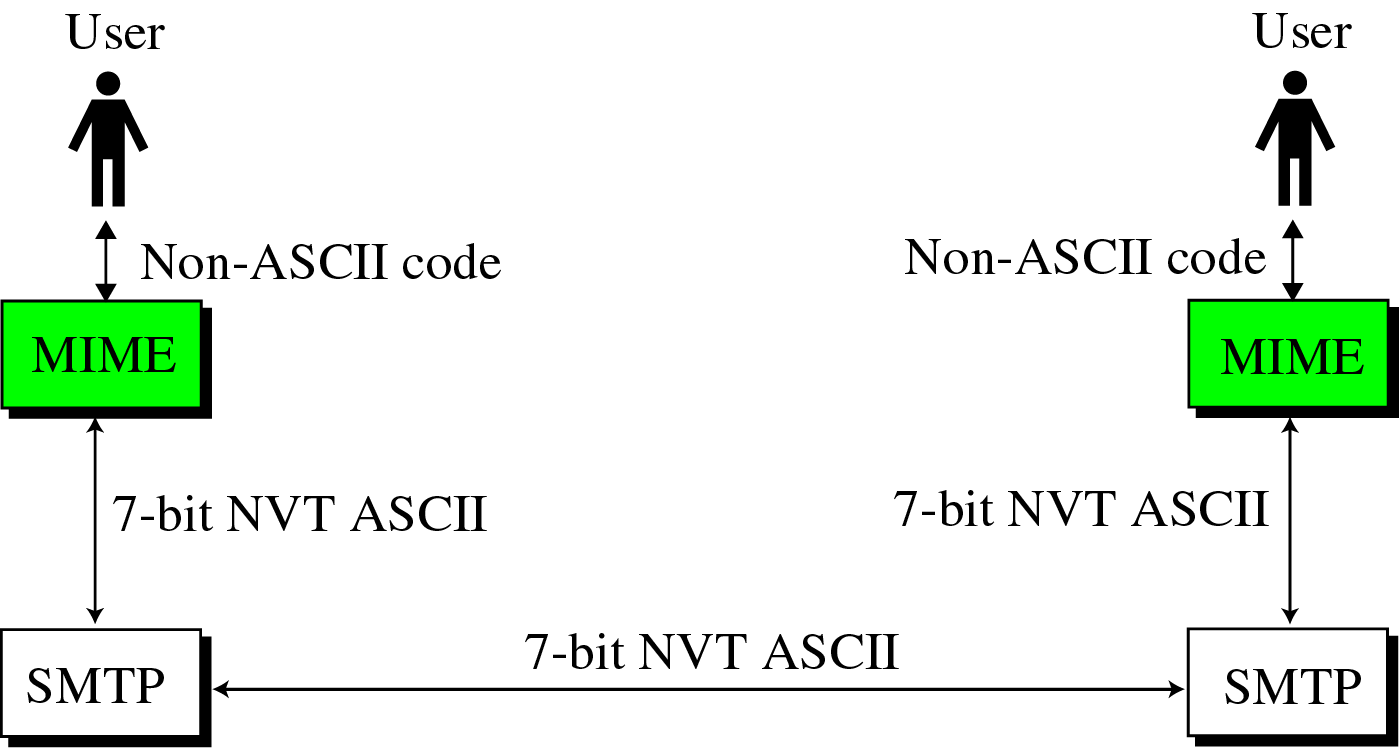 User
User
Non-ASCII code
Non-ASCII code
MIME
MIME
7-bit NVT ASCII
7-bit NVT ASCII
7-bit NVT ASCII
SMTP
SMTP